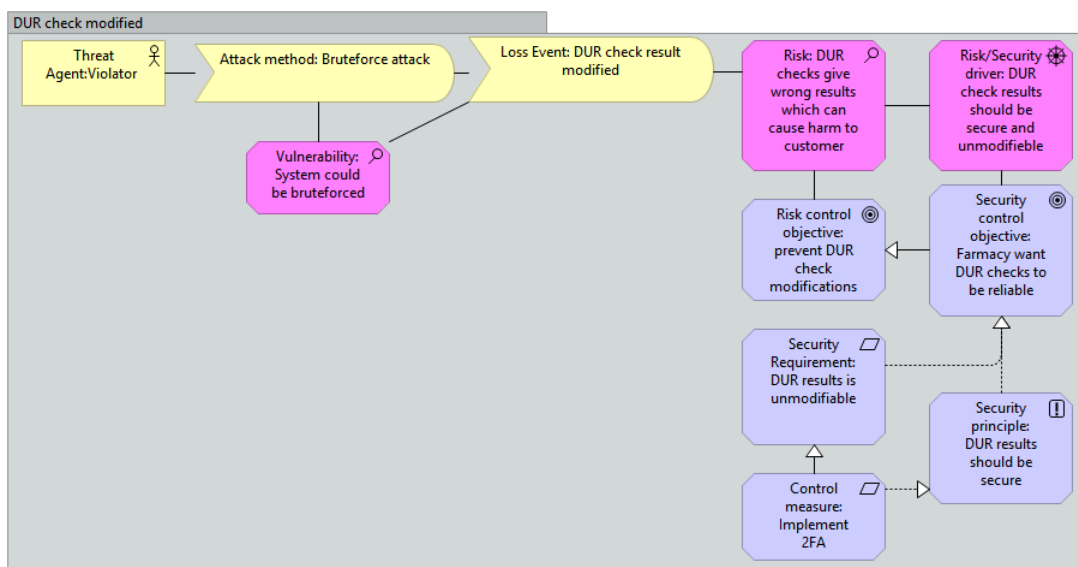 DUR check modified
Threat
Agent:Violator
Attack method: Bruteforce attack
Loss Event: DUR check result
modified
Risk: DUR
checks give
wrong results
which can
cause harm to
customer
Risk/Security
driver: DUR
check results
should be
secure and
unmodifieble
Vulnerability:
System could
be bruteforced
Risk control
objective:
prevent DUR
check
modifications
Security
control
objective:
Farmacy want
DUR checks to
be reliable
Security
Requirement:
DUR results is
unmodifiable
Security
principle:
DUR results
should be
secure
Control
measure:
Implement
2FA